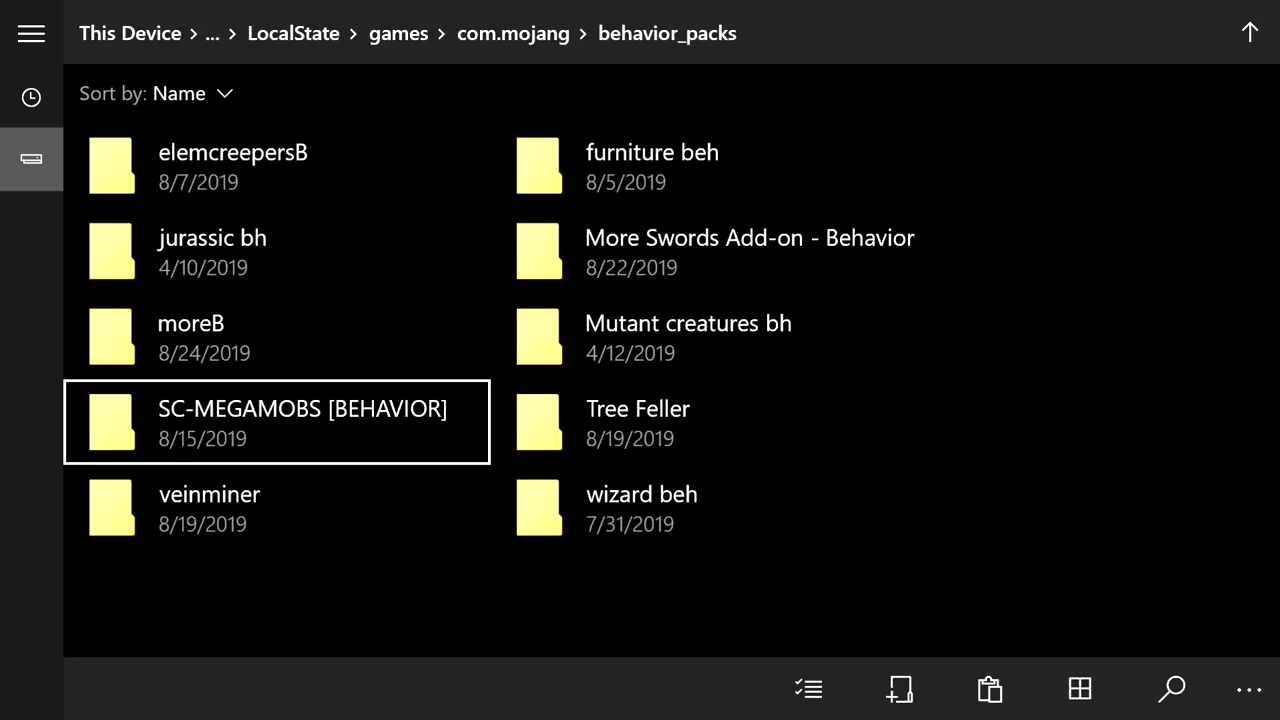 This Device > ... > LocalState > games > com.mojang > behavior_packs
Sort by: Name
elemcreepersB
8/7/2019
furniture beh
8/5/2019
jurassic bh
4/10/2019
More Swords Add-on - Behavior
8/22/2019
moreB
8/24/2019
Mutant creatures bh
4/12/2019
SC-MEGAMOBS [BEHAVIOR]
8/15/2019
Tree Feller
8/19/2019
veinminer
8/19/2019
wizard beh
7/31/2019